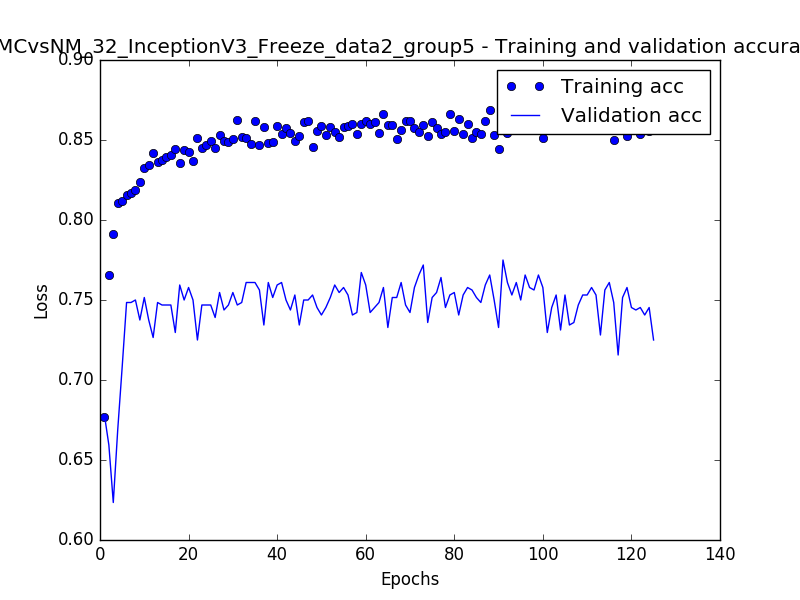 MCvsNM_32_InceptionV3_Freeze_data2_group5 - Training and validation accura
Training acc
Validation acc
0.90
0.85
0.80
0.75
0.70
0.65
0.60
Loss
0 20 40 60 80 100 120 140
Epochs